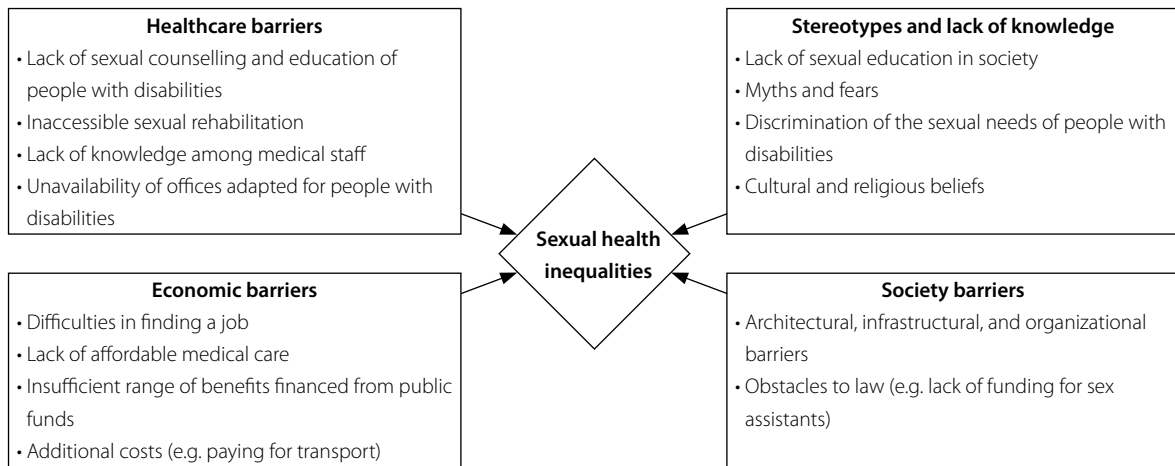 Healthcare barriers
• Lack of sexual counselling and education of
people with disabilities
• Inaccessible sexual rehabilitation
• Lack of knowledge among medical staff
• Unavailability of offices adapted for people with
disabilities
Stereotypes and lack of knowledge
• Lack of sexual education in society
• Myths and fears
• Discrimination of the sexual needs of people with
disabilities
• Cultural and religious beliefs
Sexual health
inequalities
Economic barriers
• Difficulties in finding a job
• Lack of affordable medical care
• Insufficient range of benefits financed from public
funds
• Additional costs (e.g. paying for transport)
Society barriers
• Architectural, infrastructural, and organizational
barriers
• Obstacles to law (e.g. lack of funding for sex
assistants)